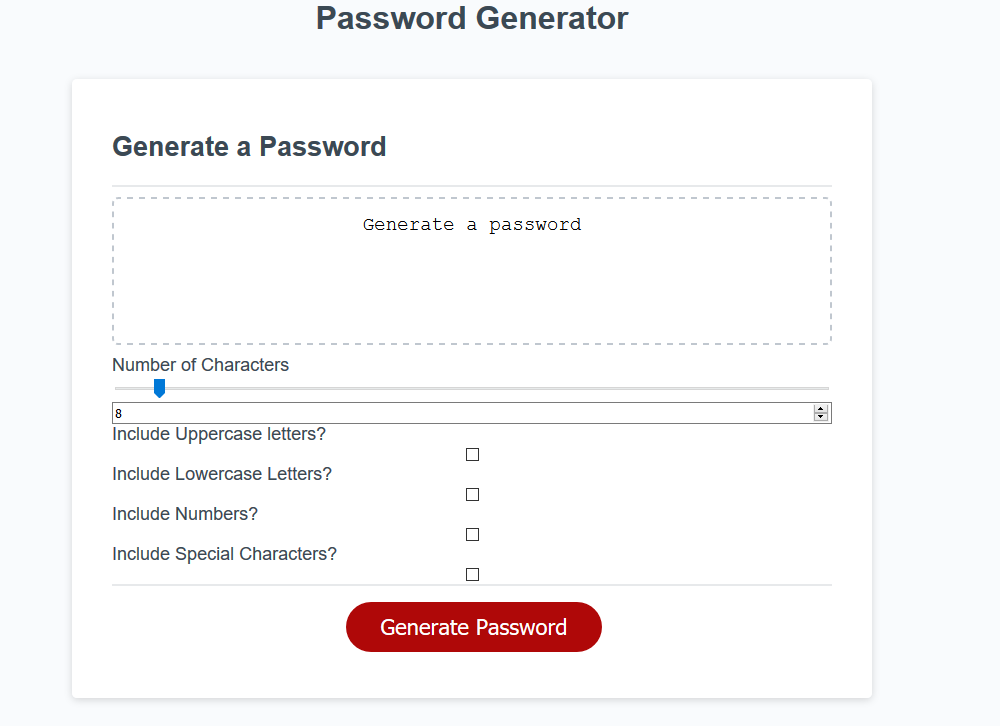 Password Generator
Generate a Password
Generate a password
Number of Characters
8
Include Uppercase letters?
Include Lowercase Letters?
Include Numbers?
Include Special Characters?
Generate Password